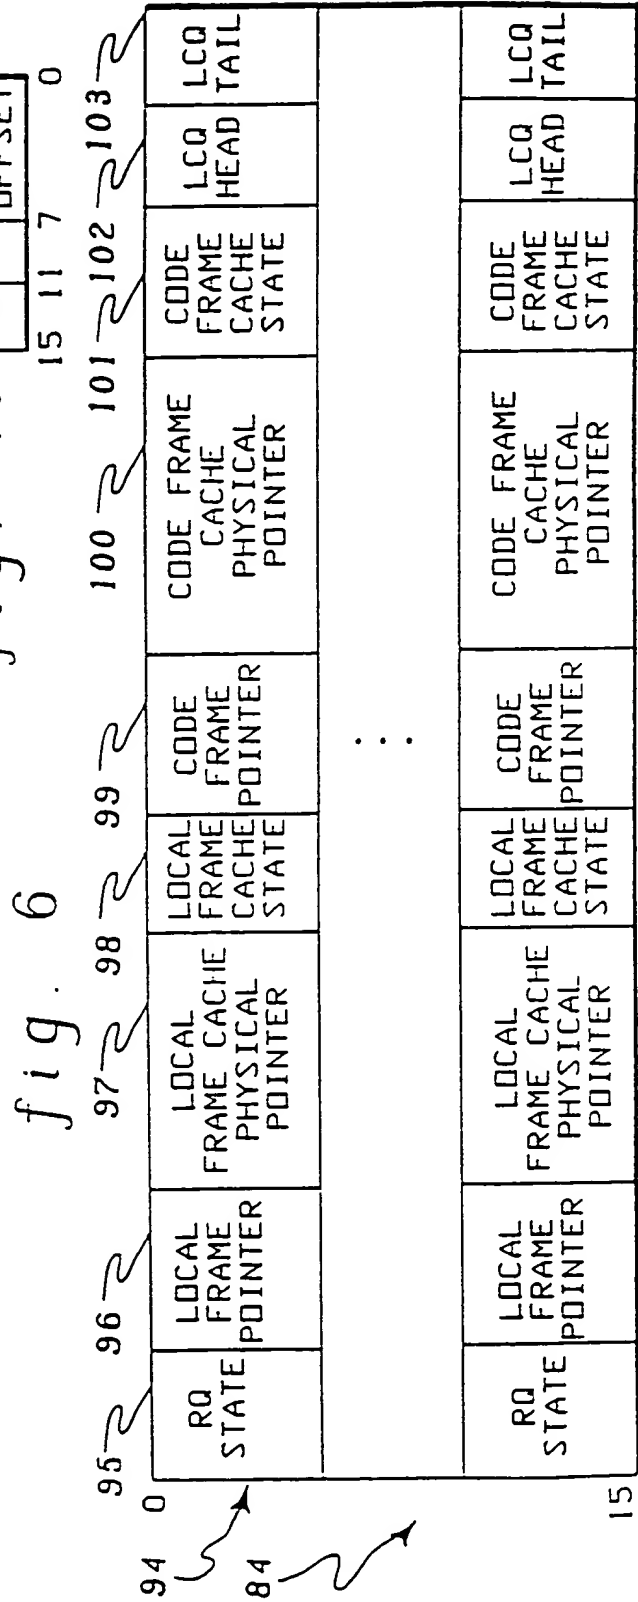 OFFSET
15 11 7 0
fig. 6
95 96 97 98 99 100 101 102 103
94
84
0
RQ
STATE
LOCAL
FRAME
POINTER
LOCAL
FRAME CACHE
PHYSICAL
POINTER
LOCAL
FRAME
CACHE
STATE
CODE
FRAME
POINTER
CODE FRAME
CACHE
PHYSICAL
POINTER
CODE
FRAME
CACHE
STATE
LCQ
HEAD
LCQ
TAIL
...
15
RQ
STATE
LOCAL
FRAME
POINTER
LOCAL
FRAME CACHE
PHYSICAL
POINTER
LOCAL
FRAME
CACHE
STATE
CODE
FRAME
POINTER
CODE FRAME
CACHE
PHYSICAL
POINTER
CODE
FRAME
CACHE
STATE
LCQ
HEAD
LCQ
TAIL